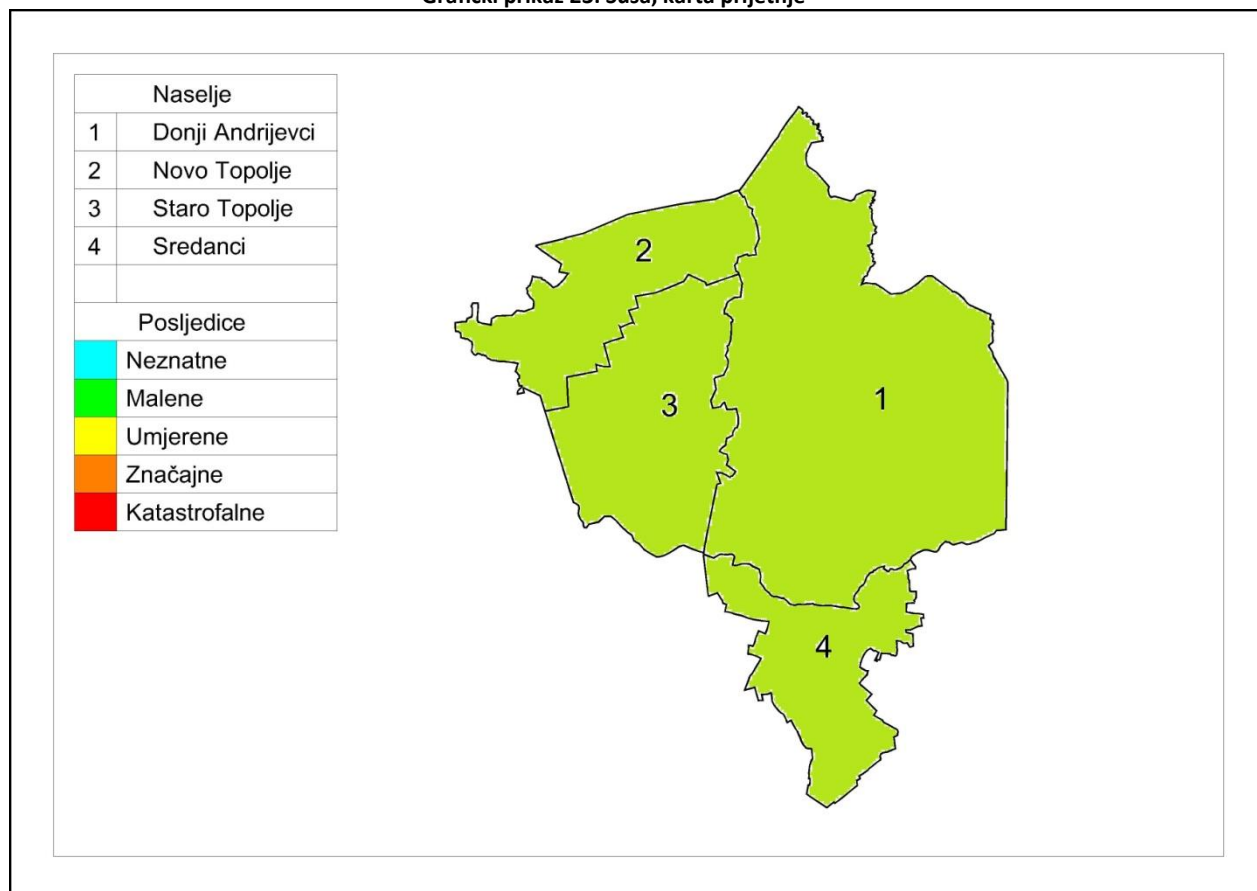 Grafički prikaz 25: Suša, karta prijetnje
Naselje
1 Donji Andrijevci
2 Novo Topolje
3 Staro Topolje
4 Sredanci
Posljedice
Neznatne
Malene
Umjerene
Značajne
Katastrofalne
2
3
1
4